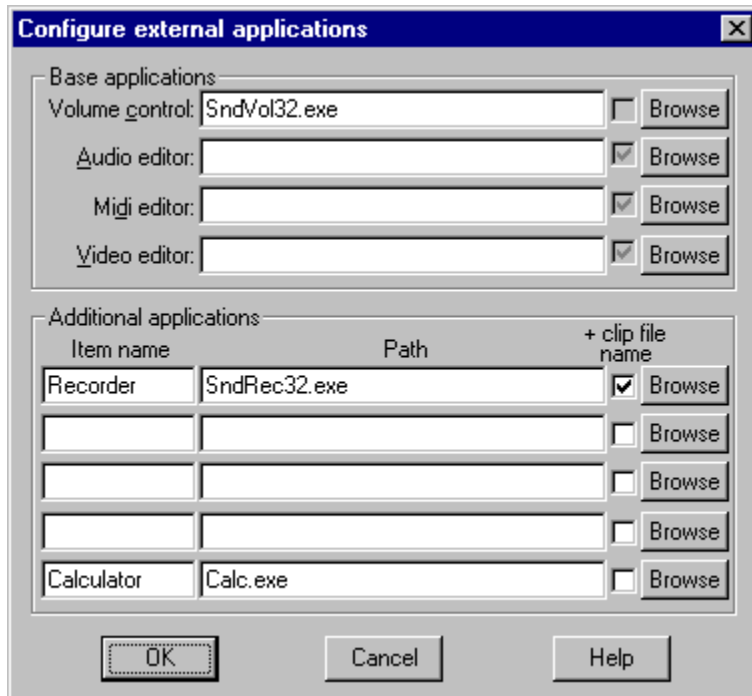 Configure external applications
Base applications
Volume control: SndVol32.exe Browse
Audio editor: Browse
Midi editor: Browse
Video editor: Browse
Additional applications
Item name Path + clip file name
Recorder SndRec32.exe Browse
Browse
Browse
Browse
Calculator Calc.exe Browse
OK Cancel Help